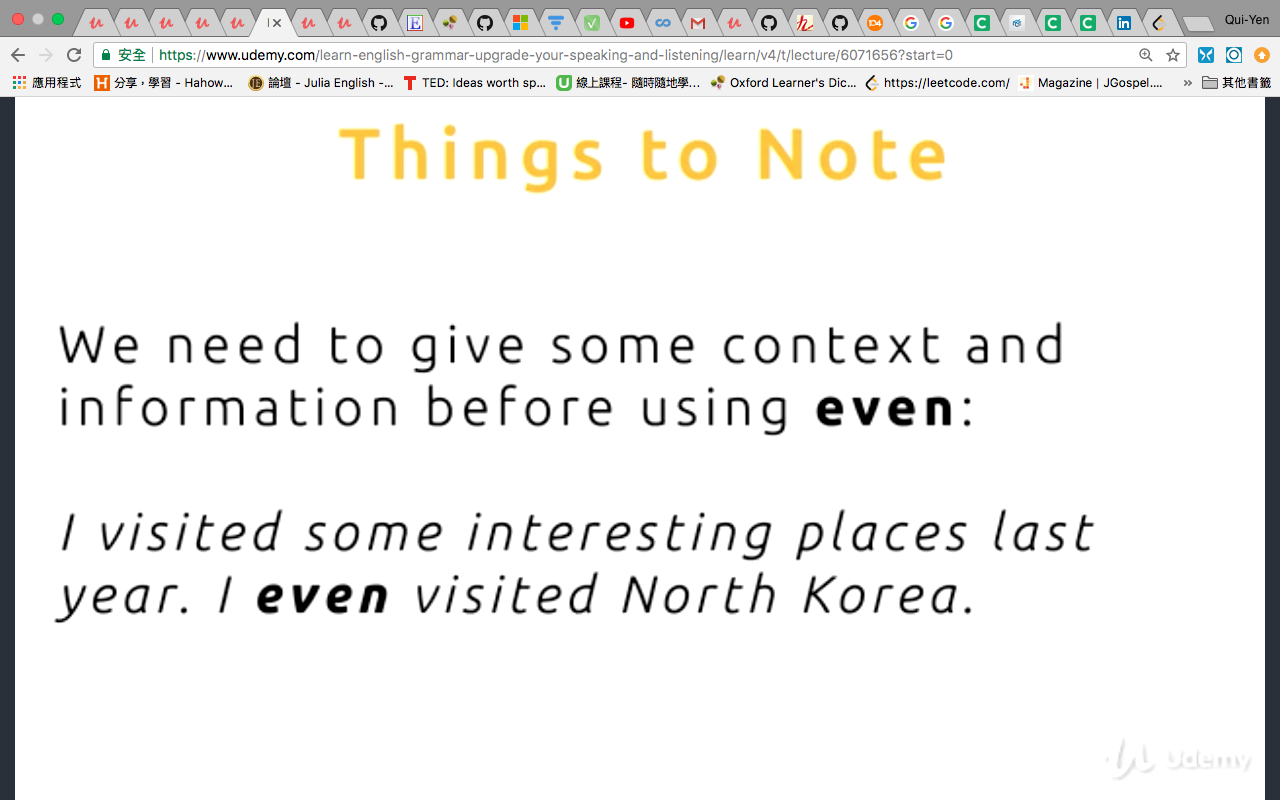 Qui-Yen
安全 https://www.udemy.com/learn-english-grammar-upgrade-your-speaking-and-listening/learn/v4/t/lecture/6071656?start=0
應用程式 分享，學習 - Hahow... 論壇 - Julia English -... TED: Ideas worth sp... 線上課程- 隨時隨地學... Oxford Learner's Dic... https://leetcode.com/ Magazine | JGospel.... » 其他書籤
Things to Note
We need to give some context and
information before using even:
I visited some interesting places last
year. I even visited North Korea.
Udemy